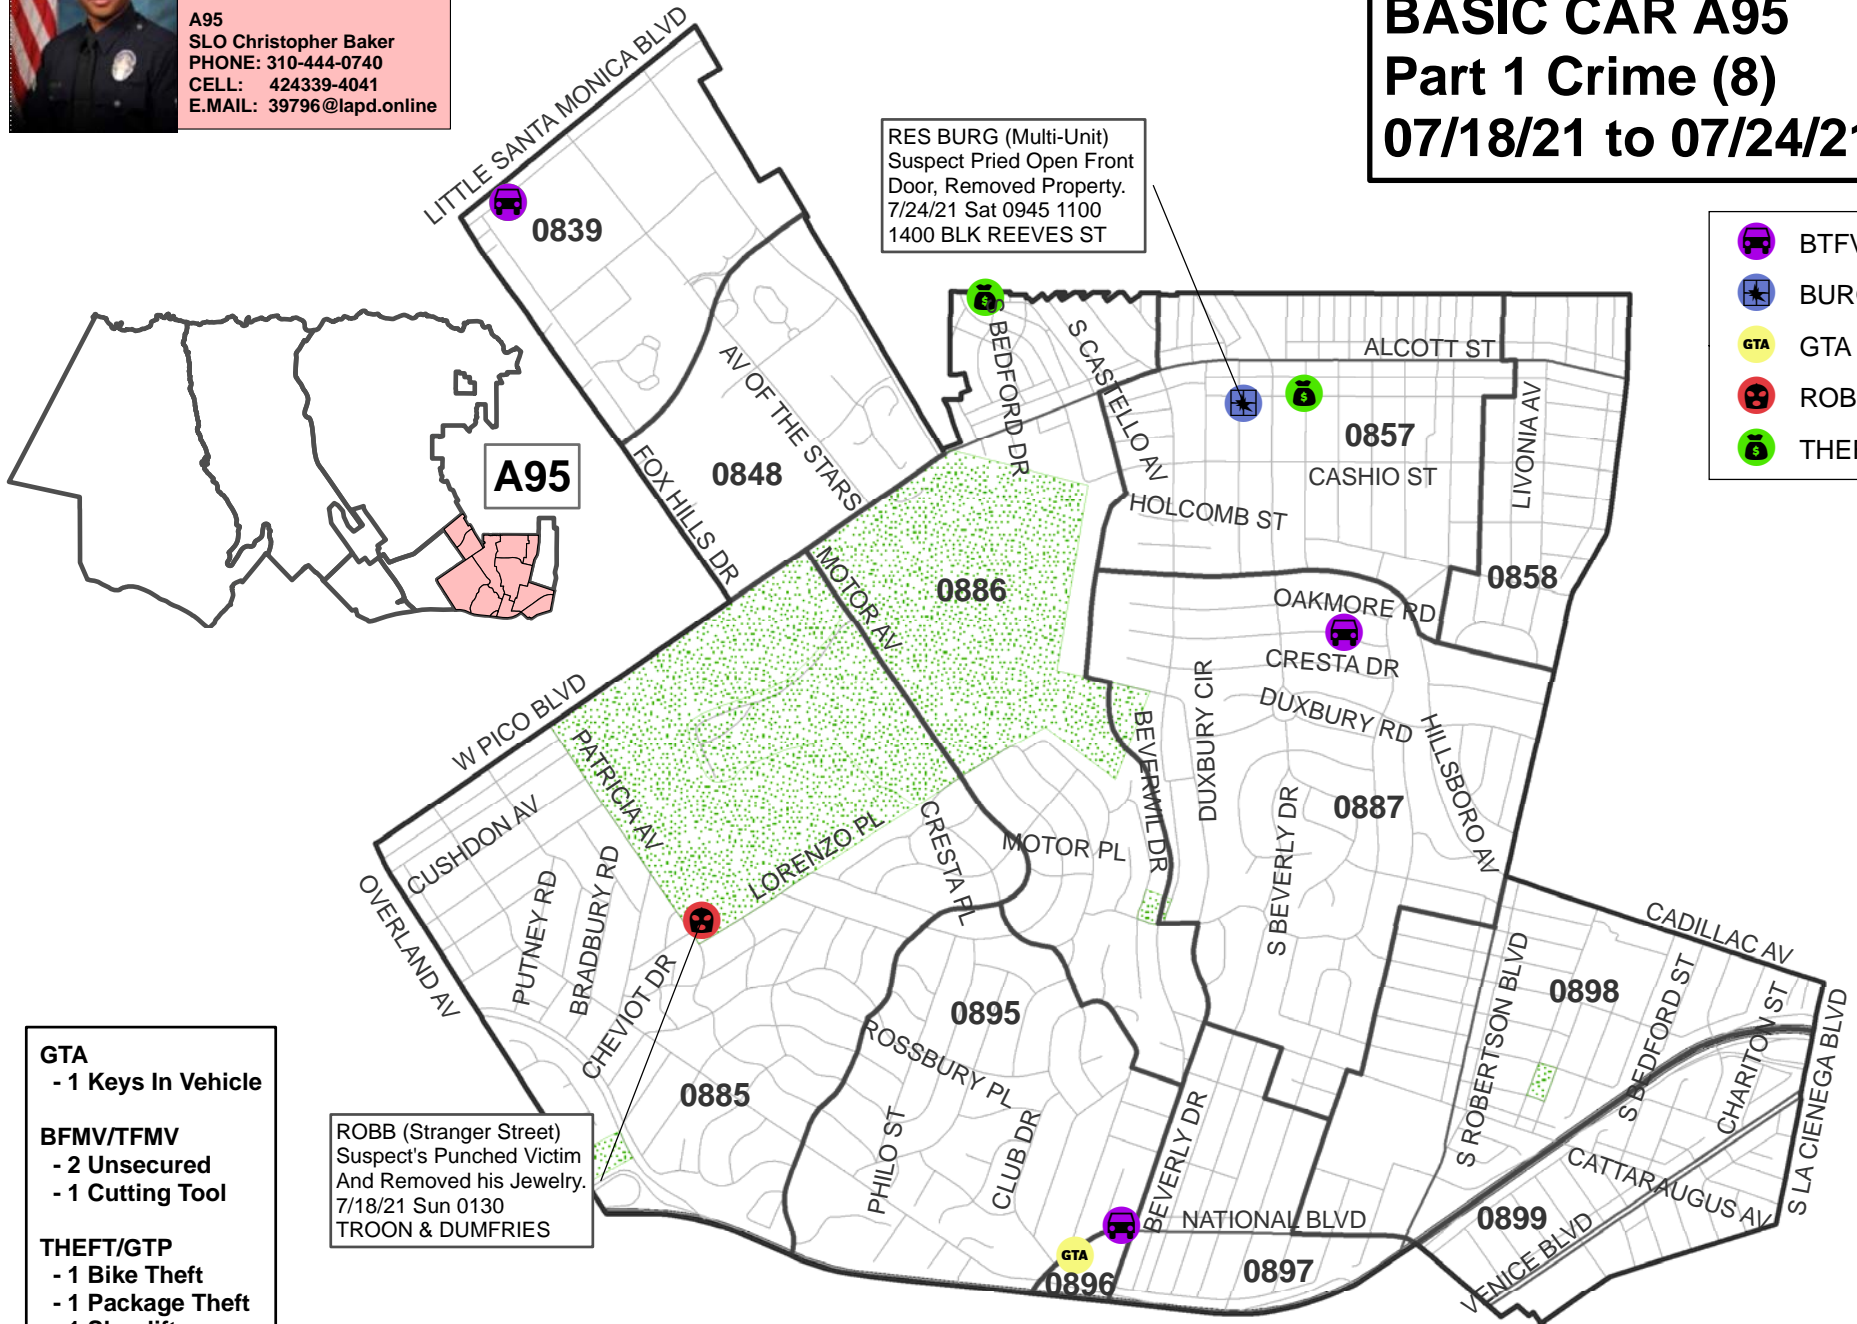 A95
SLO Christopher Baker
PHONE: 310-444-0740
CELL: 424339-4041
E.MAIL: 39796@lapd.online
BASIC CAR A95
Part 1 Crime (8)
07/18/21 to 07/24/21
RES BURG (Multi-Unit)
Suspect Pried Open Front
Door, Removed Property.
7/24/21 Sat 0945 1100
1400 BLK REEVES ST
BTFV
BURG
GTA GTA
ROBB
THEF
A95
LITTLE SANTA MONICA BLVD
0839
AV OF THE STARS
0848
FOX HILLS DR
S BEDFORD DR
S CASTELLO AV
ALCOTT ST
0857
CASHIO ST
LIVONIA AV
HOLCOMB ST
0858
MOTOR AV
0886
OAKMORE RD
CRESTA DR
DUXBURY CIR
DUXBURY RD
HILLSBORO AV
W PICO BLVD
PATRICIA AV
BEVERWIL DR
0887
S BEVERLY DR
CUSHDON AV
LORENZO PL
CRESTA PL
MOTOR PL
OVERLAND AV
PUTNEY RD
BRADBURY RD
CHEVIOT DR
CADILLAC AV
S ROBERTSON BLVD
0898
S BEDFORD ST
CHARITON ST
S LA CIENEGA BLVD
0895
ROSSBURY PL
0885
PHILO ST
CLUB DR
BEVERLY DR
NATIONAL BLVD
CATTARAUGUS AV
0899
VENICE BLVD
GTA
0896
0897
ROBB (Stranger Street)
Suspect's Punched Victim
And Removed his Jewelry.
7/18/21 Sun 0130
TROON & DUMFRIES
GTA
- 1 Keys In Vehicle
BFMV/TFMV
- 2 Unsecured
- 1 Cutting Tool
THEFT/GTP
- 1 Bike Theft
- 1 Package Theft